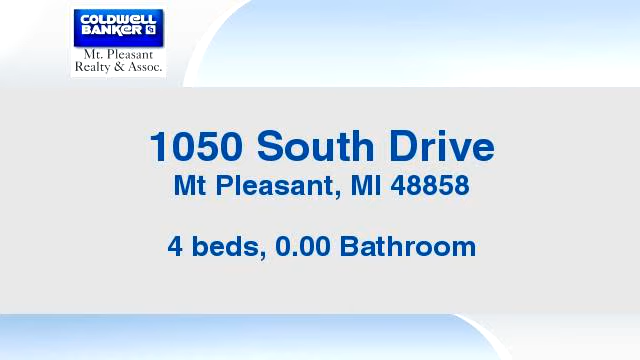 COLDWELL
BANKER
Mt. Pleasant
Realty & Assoc.
1050 South Drive
Mt Pleasant, MI 48858
4 beds, 0.00 Bathroom